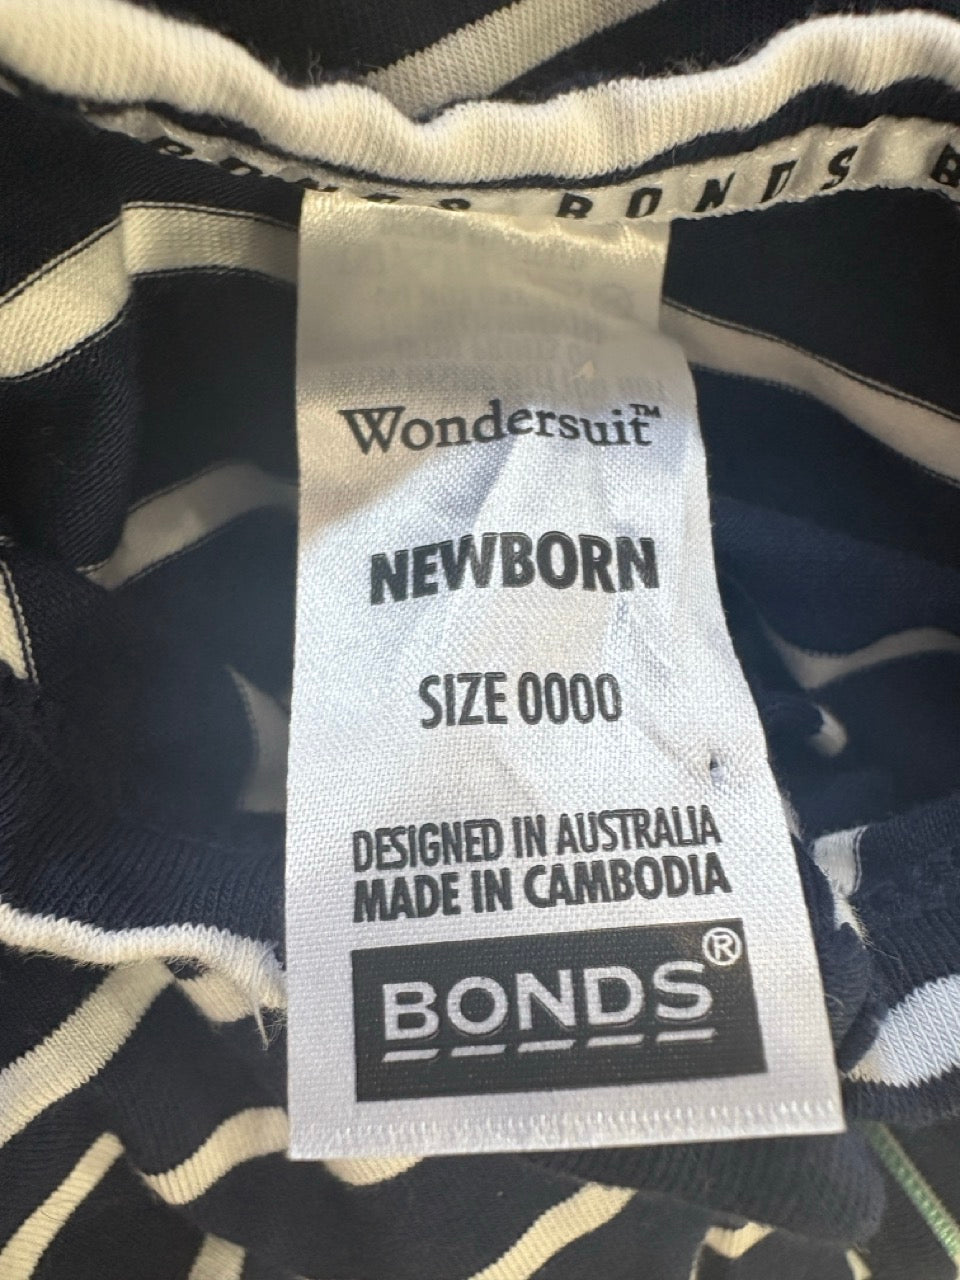 BONDS BONDS B
Wondersuit™
NEWBORN
SIZE 0000
DESIGNED IN AUSTRALIA
MADE IN CAMBODIA
BONDS®